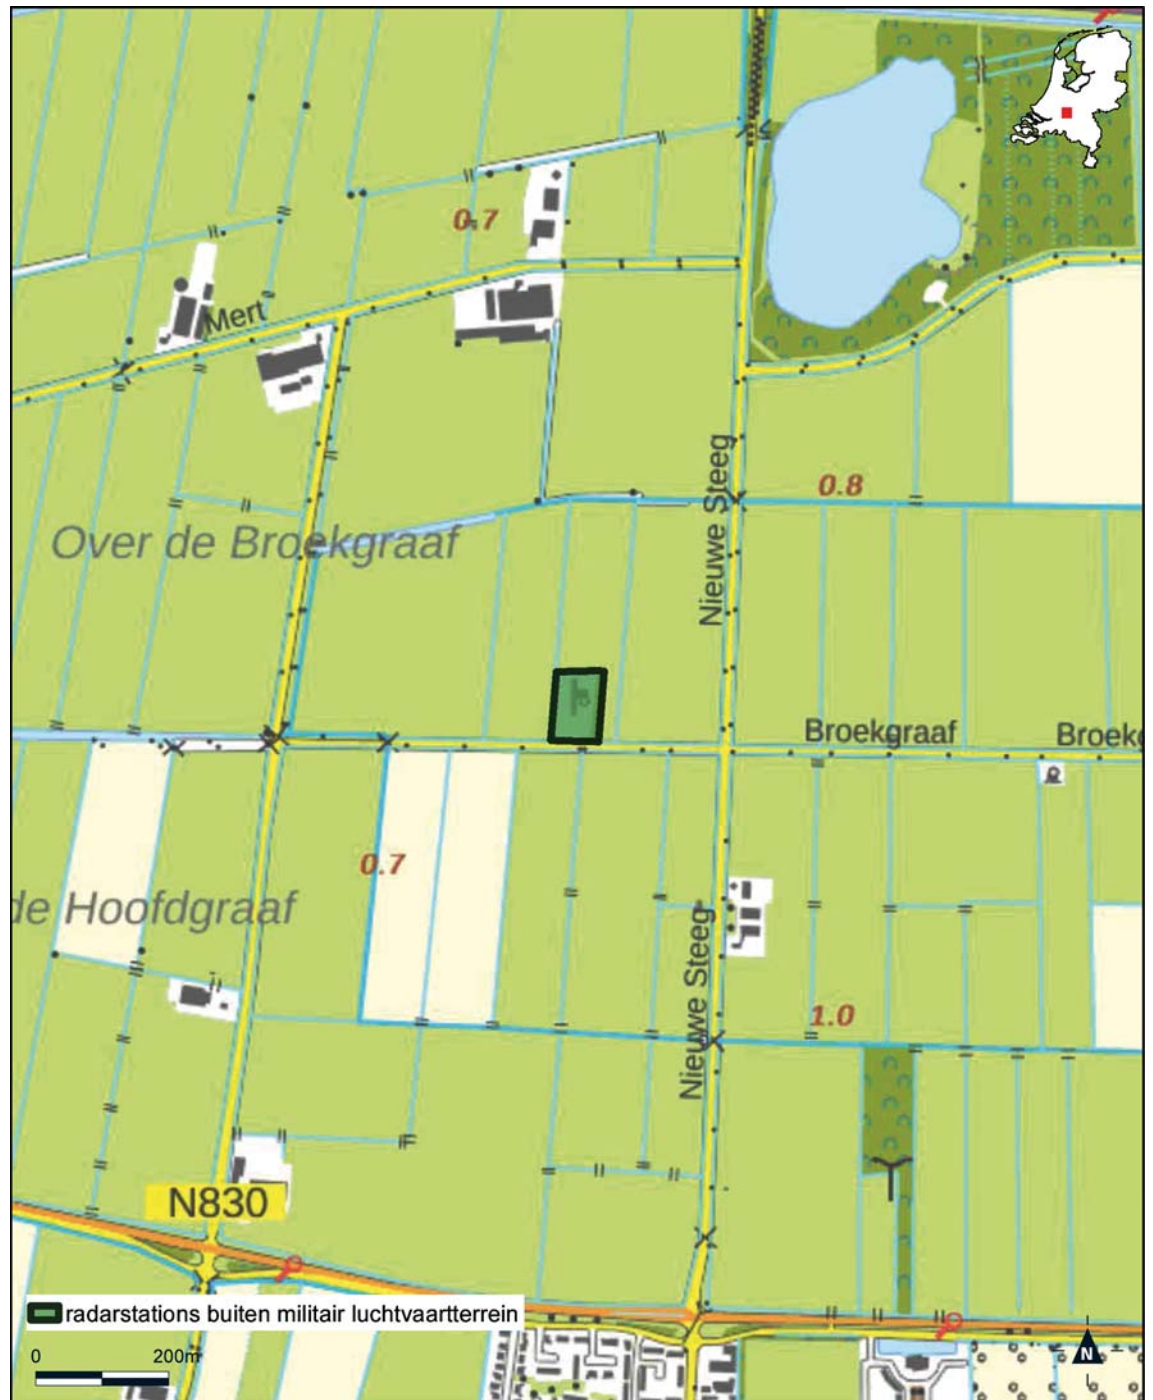 0.7
Mert
Nieuwe Steeg
0.8
Over de Broekgraaf
Broekgraaf
Broekg
0.7
de Hoofdgraaf
Nieuwe Steeg
1.0
N830
radarstations buiten militair luchtvaartterrein
0
200m
N